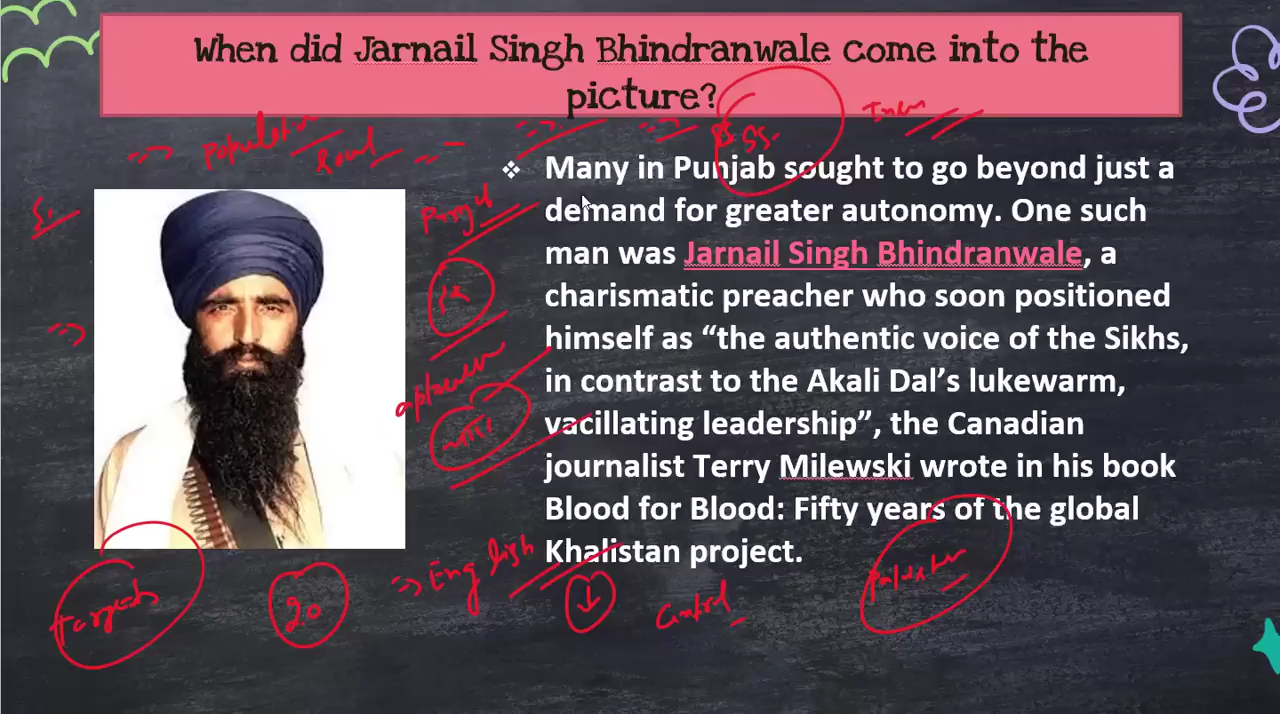 When did Jarnail Singh Bhindranwale come into the
picture?
❖ Many in Punjab sought to go beyond just a
demand for greater autonomy. One such
man was Jarnail Singh Bhindranwale, a
charismatic preacher who soon positioned
himself as “the authentic voice of the Sikhs,
in contrast to the Akali Dal’s lukewarm,
vacillating leadership”, the Canadian
journalist Terry Milewski wrote in his book
Blood for Blood: Fifty years of the global
Khalistan project.
Population
targets
20
English
Control